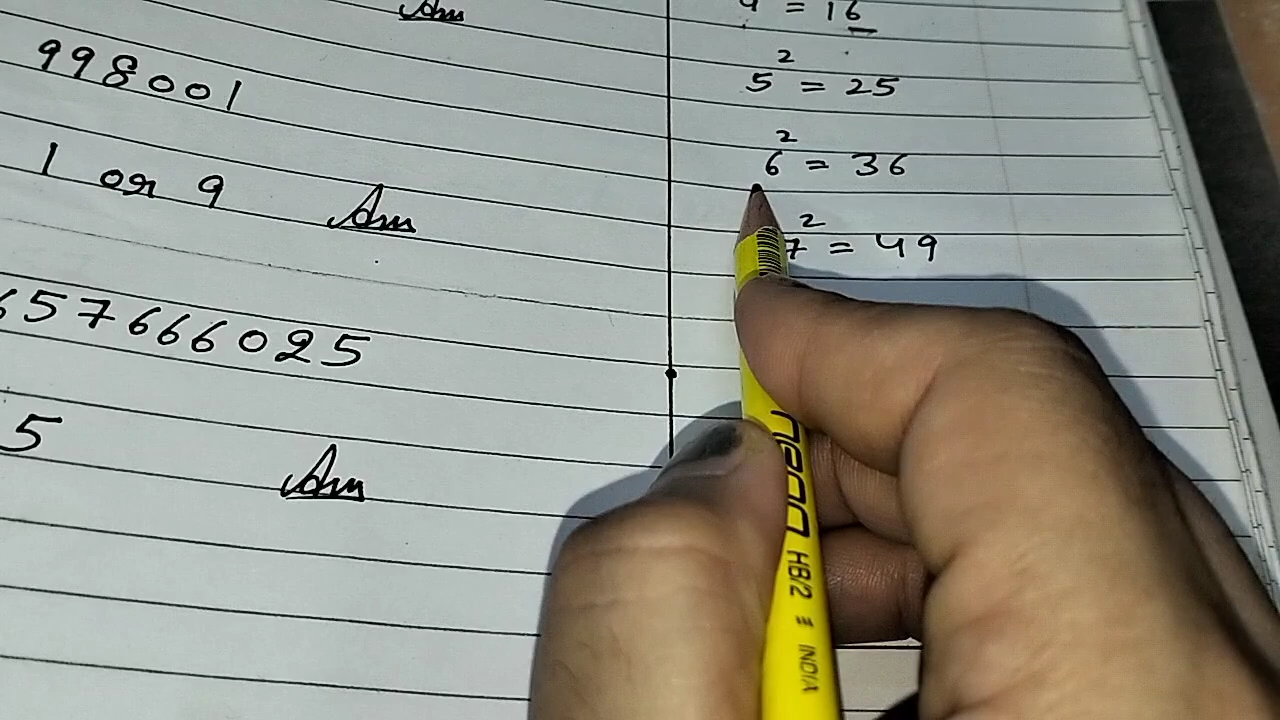 Ans
998001
1 or 9 Ans
657666025
5 Ans
4² = 16
5² = 25
6² = 36
7² = 49
neon HB/2 INDIA